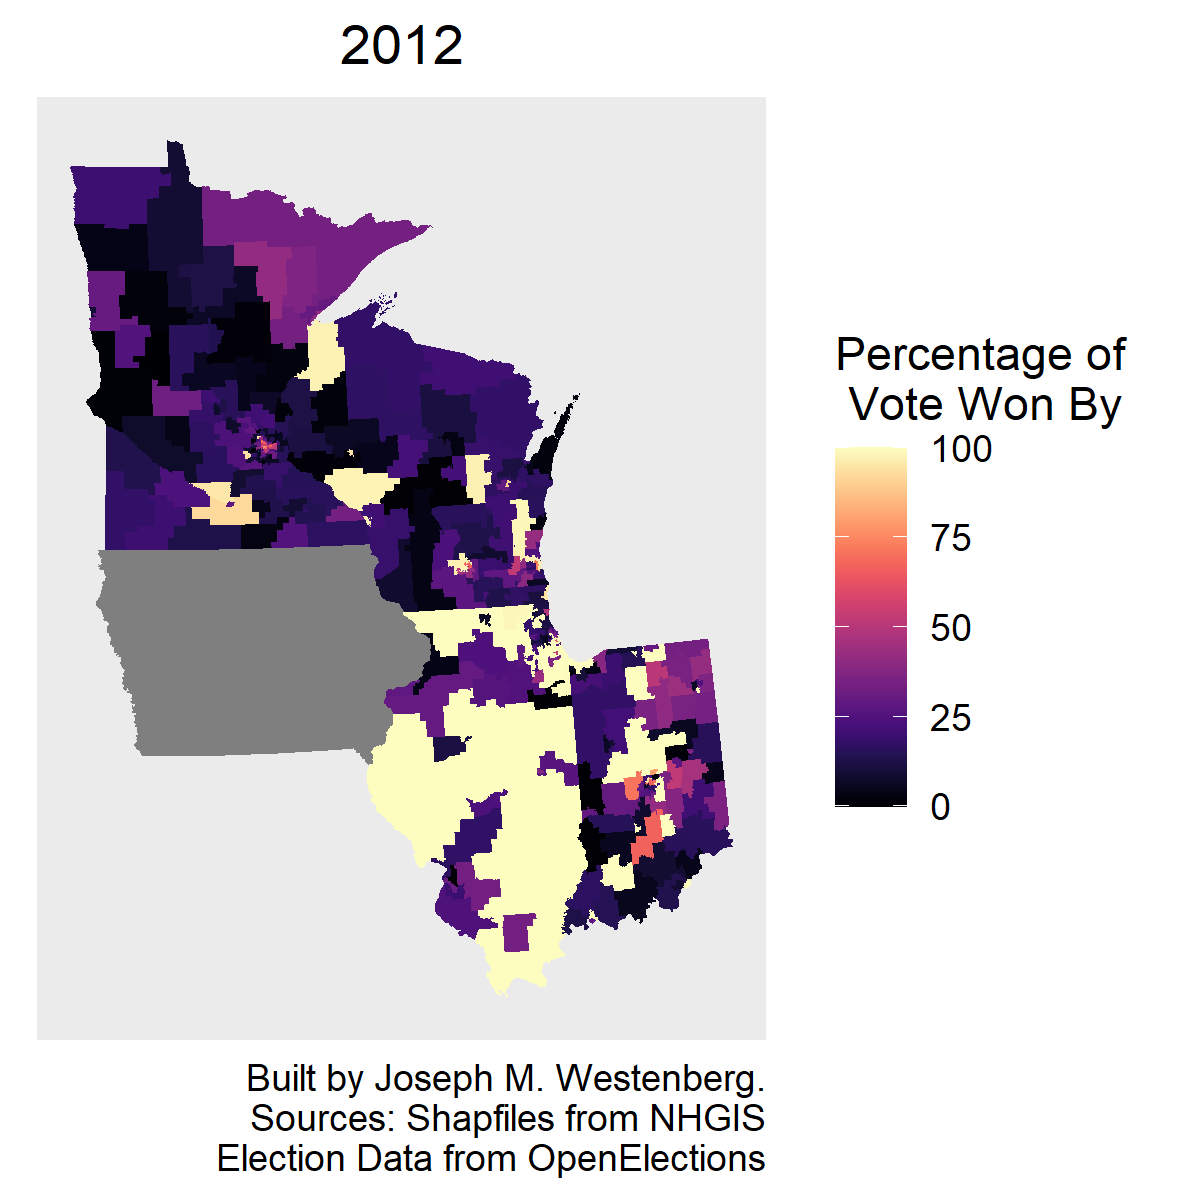 2012
Percentage of
Vote Won By
100
75
50
25
0
Built by Joseph M. Westenberg.
Sources: Shapfiles from NHGIS
Election Data from OpenElections